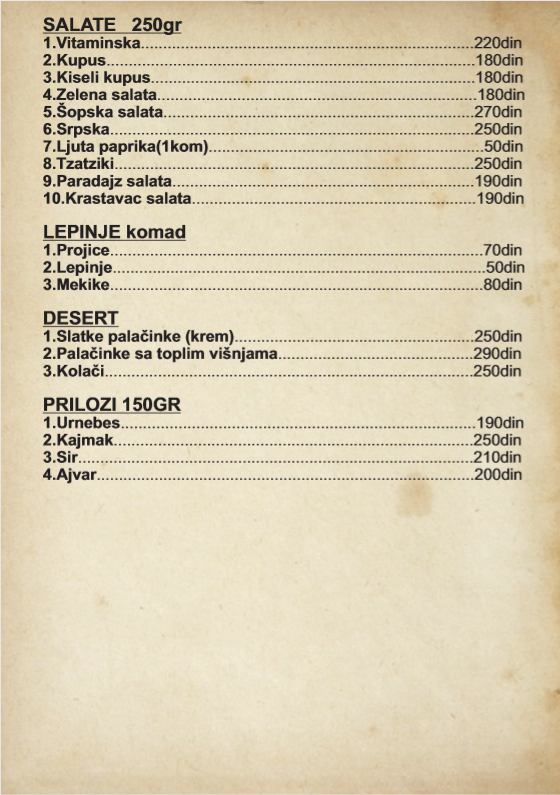 SALATE 250gr
1.Vitaminska....................220din
2.Kupus....................180din
3.Kiseli kupus....................180din
4.Zelena salata....................180din
5.Šopska salata....................270din
6.Srpska....................250din
7.Ljuta paprika(1kom)....................50din
8.Tzatziki....................250din
9.Paradajz salata....................190din
10.Krastavac salata....................190din
LEPINJE komad
1.Projice....................70din
2.Lepinje....................50din
3.Mekike....................80din
DESERT
1.Slatke palačinke (krem)....................250din
2.Palačinke sa toplim višnjama....................290din
3.Kolači....................250din
PRILOZI 150GR
1.Urnebes....................190din
2.Kajmak....................250din
3.Sir....................210din
4.Ajvar....................200din